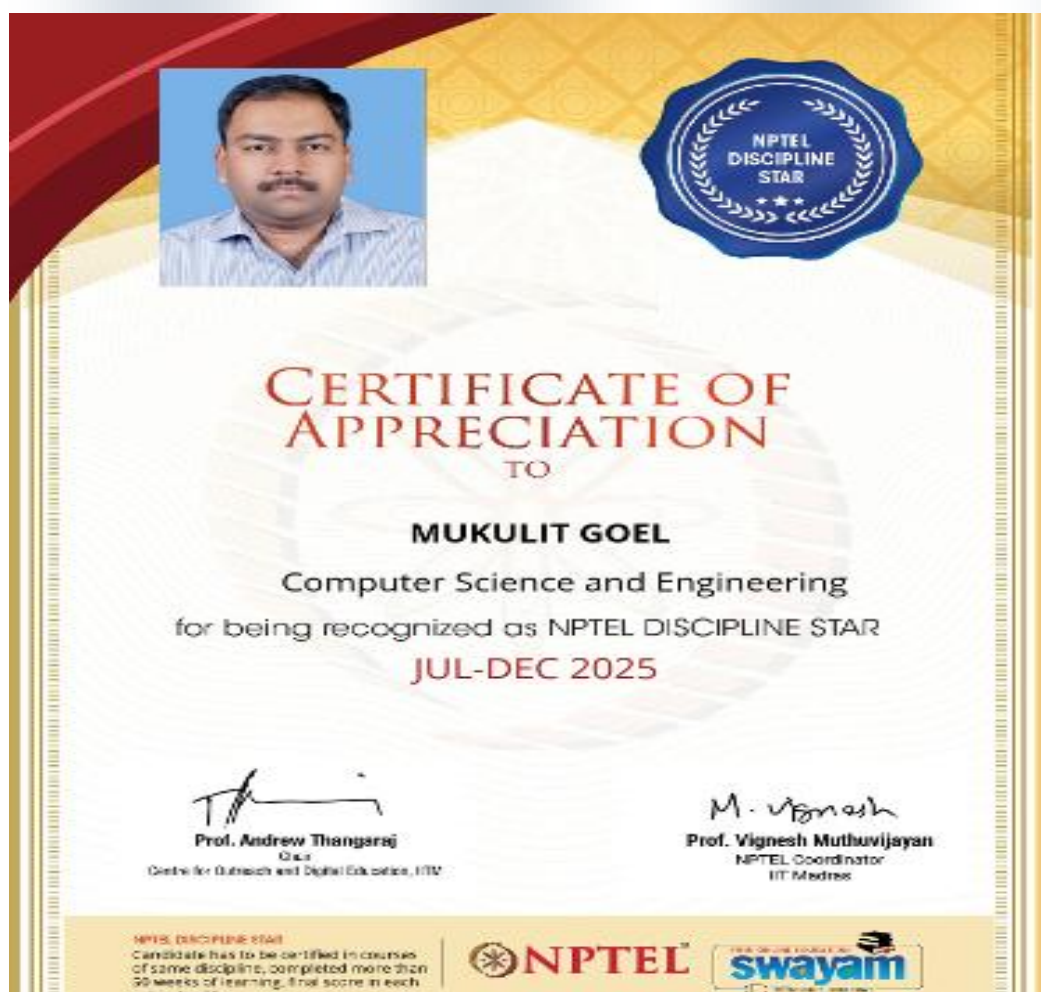 NPTEL
DISCIPLINE
STAR
CERTIFICATE OF
APPRECIATION
TO
MUKULIT GOEL
Computer Science and Engineering
for being recognized as NPTEL DISCIPLINE STAR
JUL-DEC 2025
M. Vignesh
Prof. Andrew Thangaraj
Chair
Centre for Outreach and Digital Education, IITM
Prof. Vignesh Muthuvijayan
NPTEL Coordinator
IIT Madras
NPTEL DISCIPLINE STAR
Candidate has to be certified in courses
of same discipline, completed more than
50 weeks of learning, final score in each
NPTEL
swayam